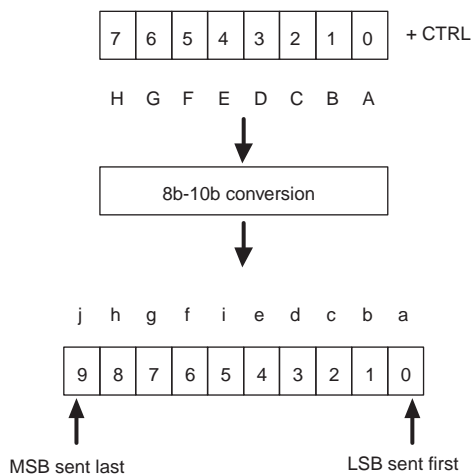 7 6 5 4 3 2 1 0 + CTRL
H G F E D C B A
8b-10b conversion
j h g f i e d c b a
9 8 7 6 5 4 3 2 1 0
MSB sent last LSB sent first